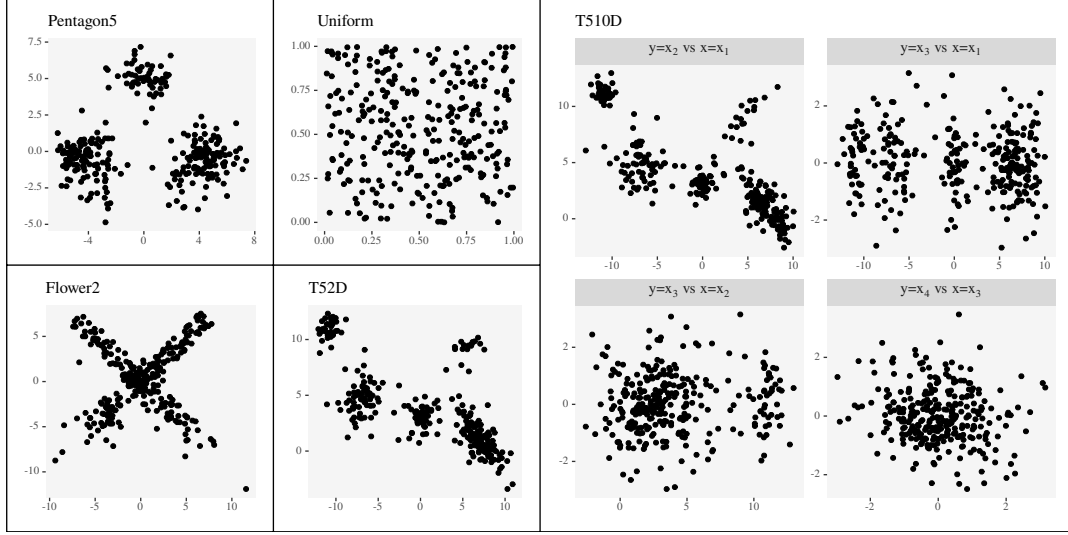 Pentagon5
7.5
5.0
2.5
0.0
-2.5
-5.0
-4 0 4 8
Uniform
1.00
0.75
0.50
0.25
0.00
0.00 0.25 0.50 0.75 1.00
T510D
y=x₂ vs x=x₁
10
5
0
-10 -5 0 5 10
y=x₃ vs x=x₁
2
0
-2
-10 -5 0 5 10
Flower2
5
0
-5
-10
-10 -5 0 5 10
T52D
10
5
0
-10 -5 0 5 10
y=x₃ vs x=x₂
2
0
-2
0 5 10
y=x₄ vs x=x₃
2
0
-2
-2 0 2